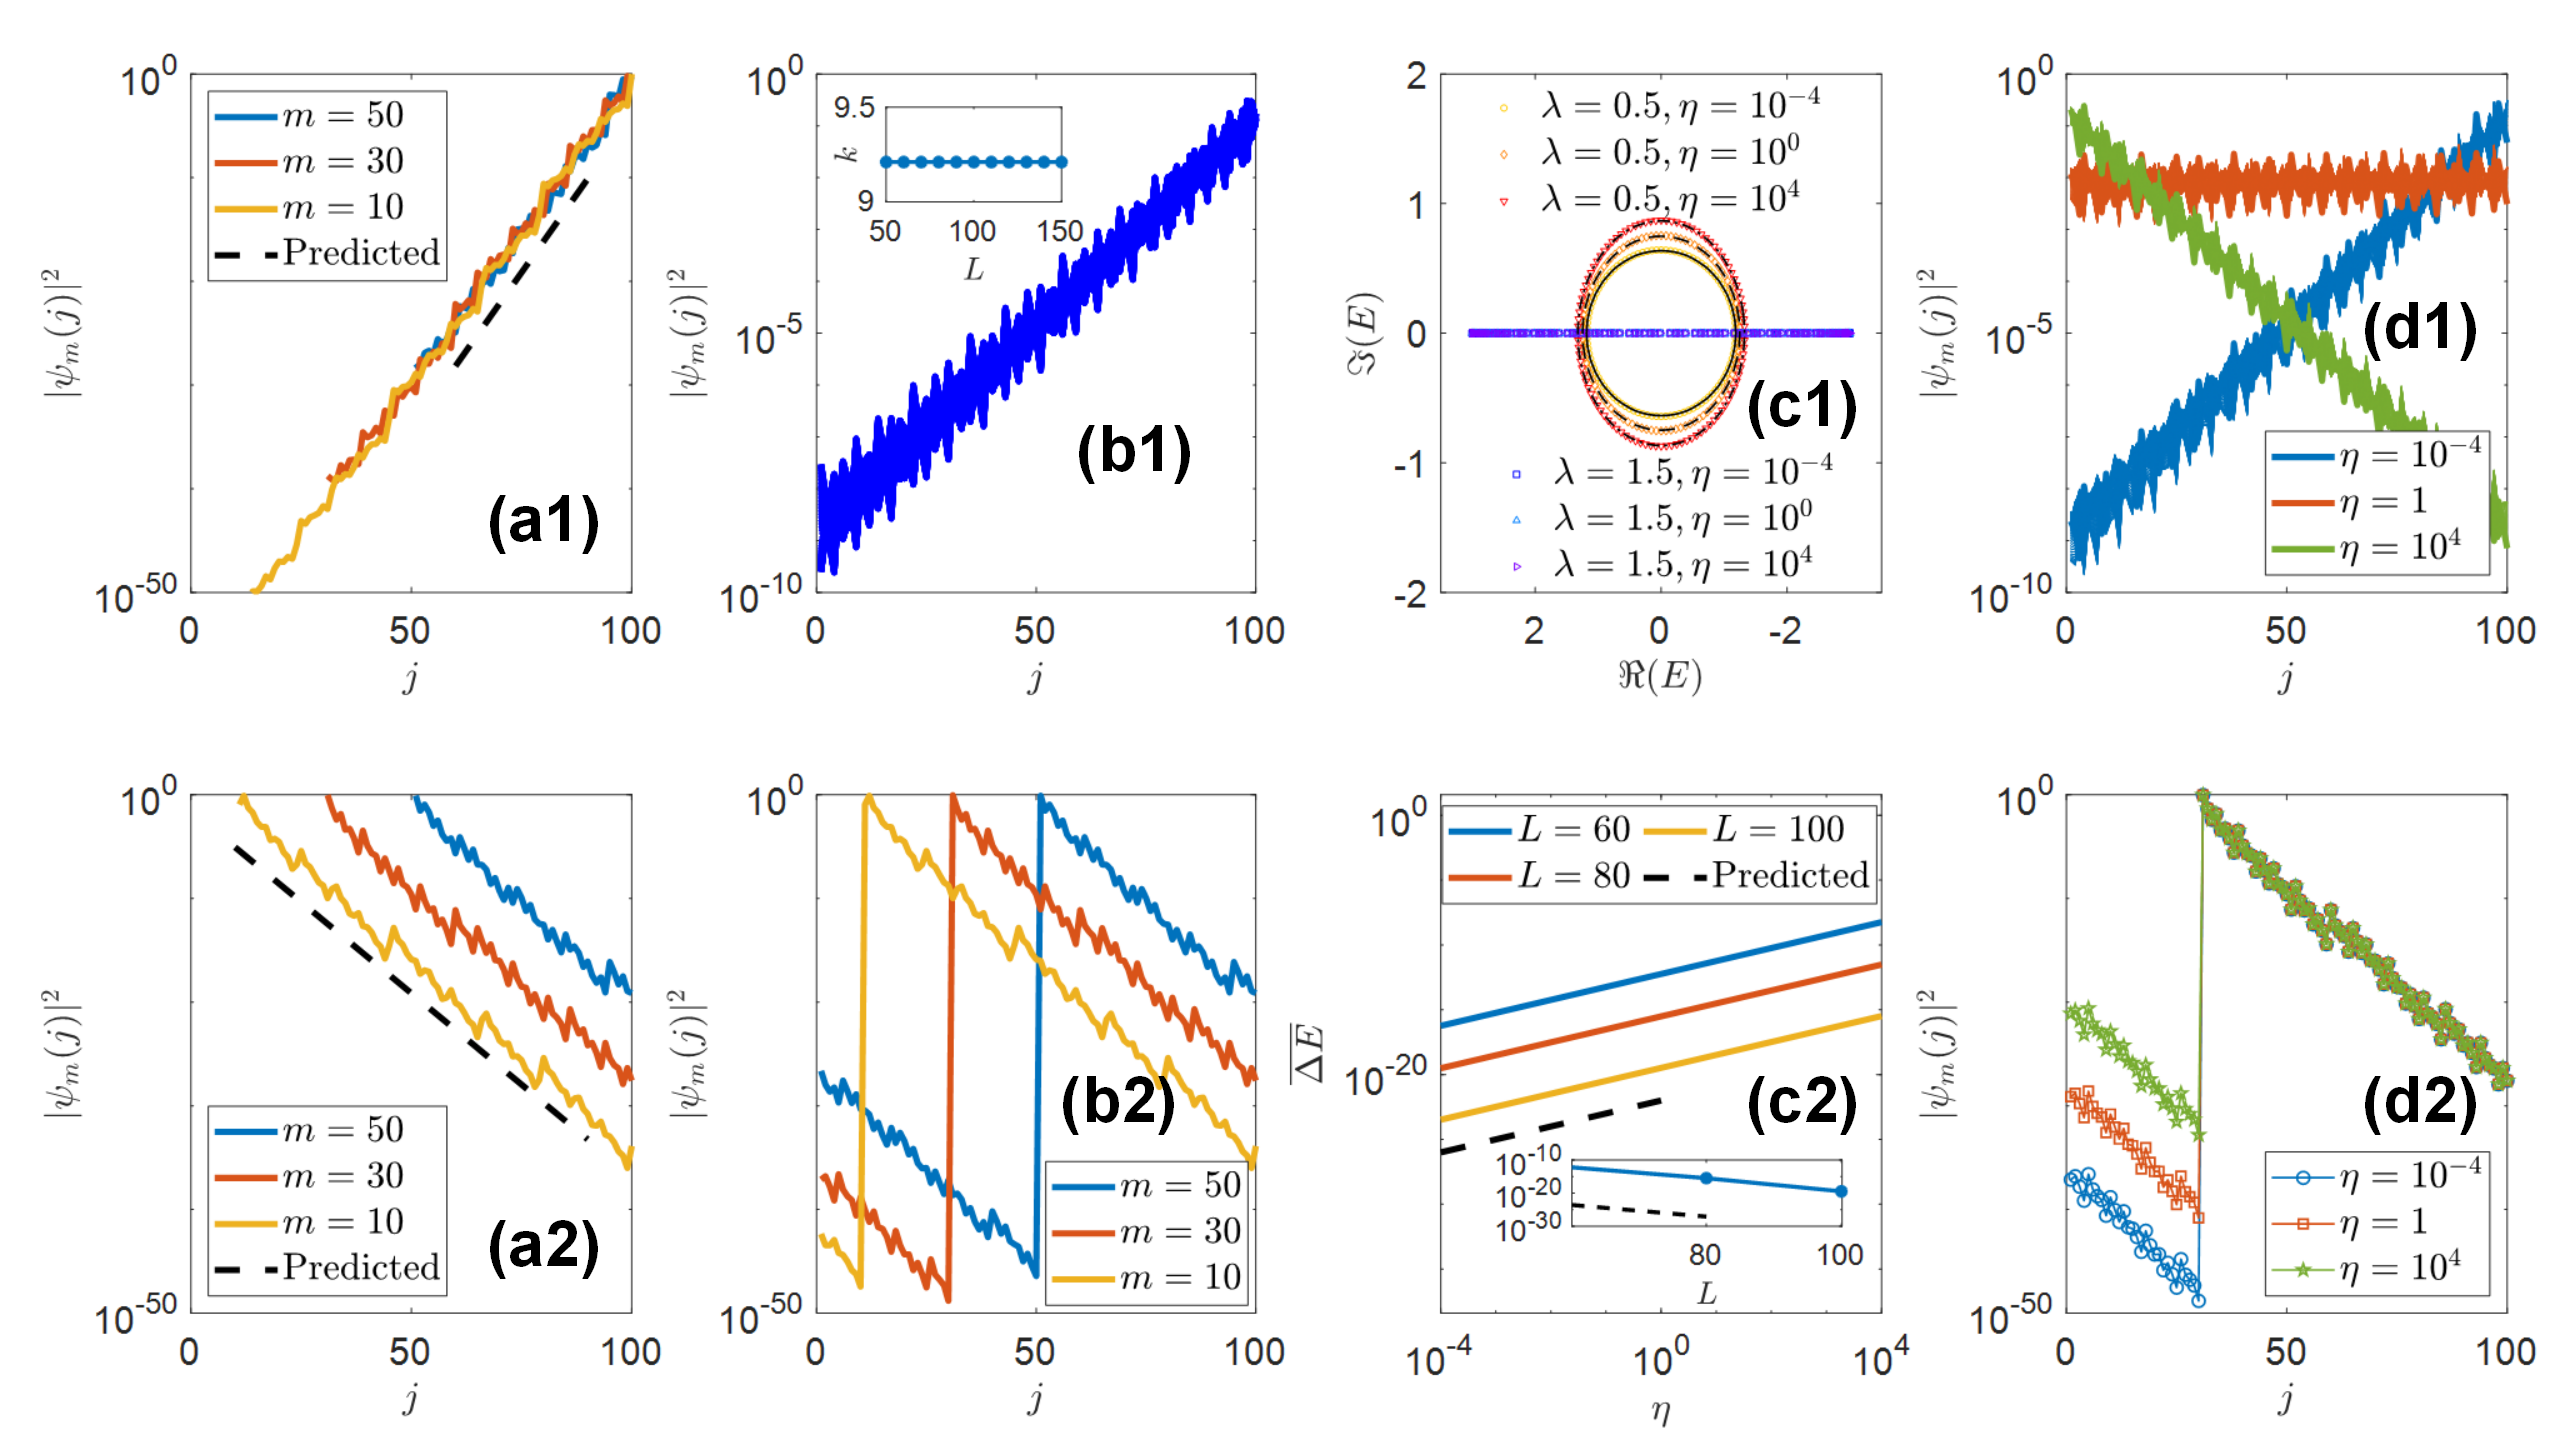 10^0
10^{-50}
0
50
100
j
|ψ_m(j)|^2
m = 50
m = 30
m = 10
Predicted
(a1)
10^0
10^{-5}
10^{-10}
0
50
100
j
|ψ_m(j)|^2
9.5
9
k
50
100
150
L
(b1)
2
1
0
-1
-2
2
0
-2
ℜ(E)
ℑ(E)
λ = 0.5, η = 10^{-4}
λ = 0.5, η = 10^0
λ = 0.5, η = 10^4
(c1)
λ = 1.5, η = 10^{-4}
λ = 1.5, η = 10^0
λ = 1.5, η = 10^4
10^0
10^{-5}
10^{-10}
0
50
100
j
|ψ_m(j)|^2
(d1)
η = 10^{-4}
η = 1
η = 10^4
10^0
10^{-50}
0
50
100
j
|ψ_m(j)|^2
m = 50
m = 30
m = 10
Predicted
(a2)
10^0
10^{-50}
0
50
100
j
|ψ_m(j)|^2
(b2)
m = 50
m = 30
m = 10
10^0
10^{-20}
10^{-4}
10^0
10^4
η
\overline{ΔE}
L = 60
L = 100
L = 80
Predicted
(c2)
10^{-10}
10^{-20}
10^{-30}
80
100
L
10^0
10^{-50}
0
50
100
j
|ψ_m(j)|^2
(d2)
η = 10^{-4}
η = 1
η = 10^4